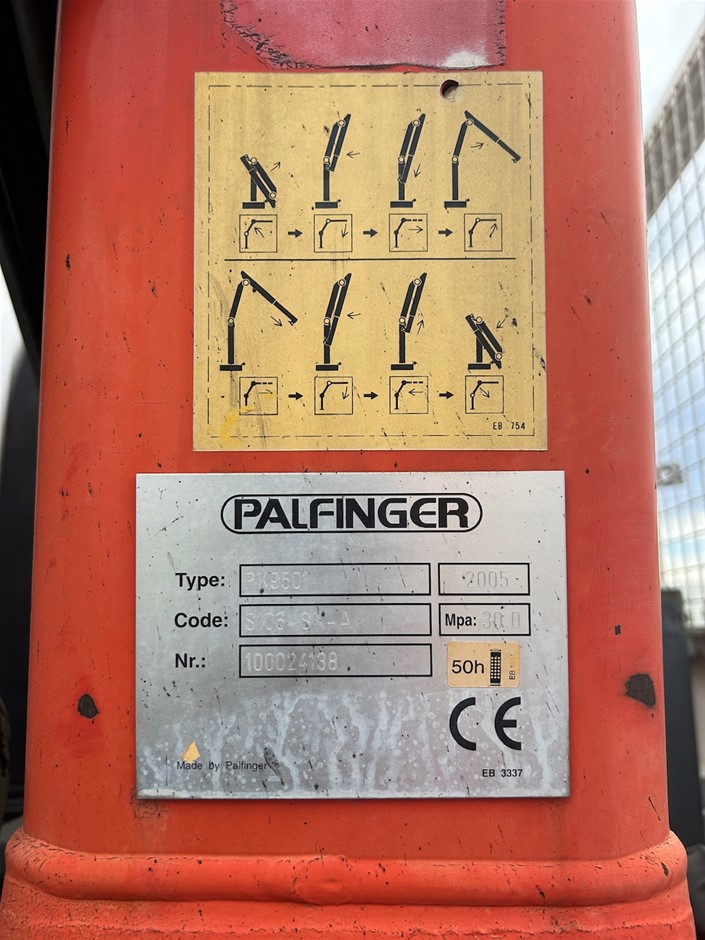 EB 754
PALFINGER
Type: PK9501 2005
Code: Mpa: 30.0
Nr.: 100024138
50h
EB
CE
Made by Palfinger
EB 3337